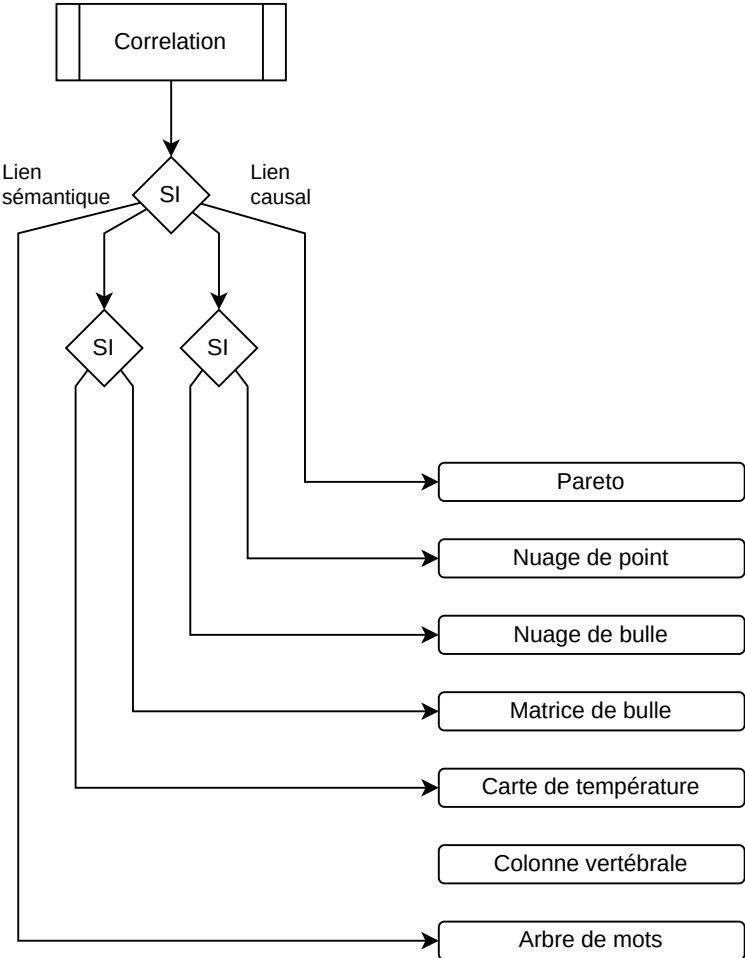 Correlation
Lien
sémantique
Lien
causal
SI
SI
SI
Pareto
Nuage de point
Nuage de bulle
Matrice de bulle
Carte de température
Colonne vertébrale
Arbre de mots